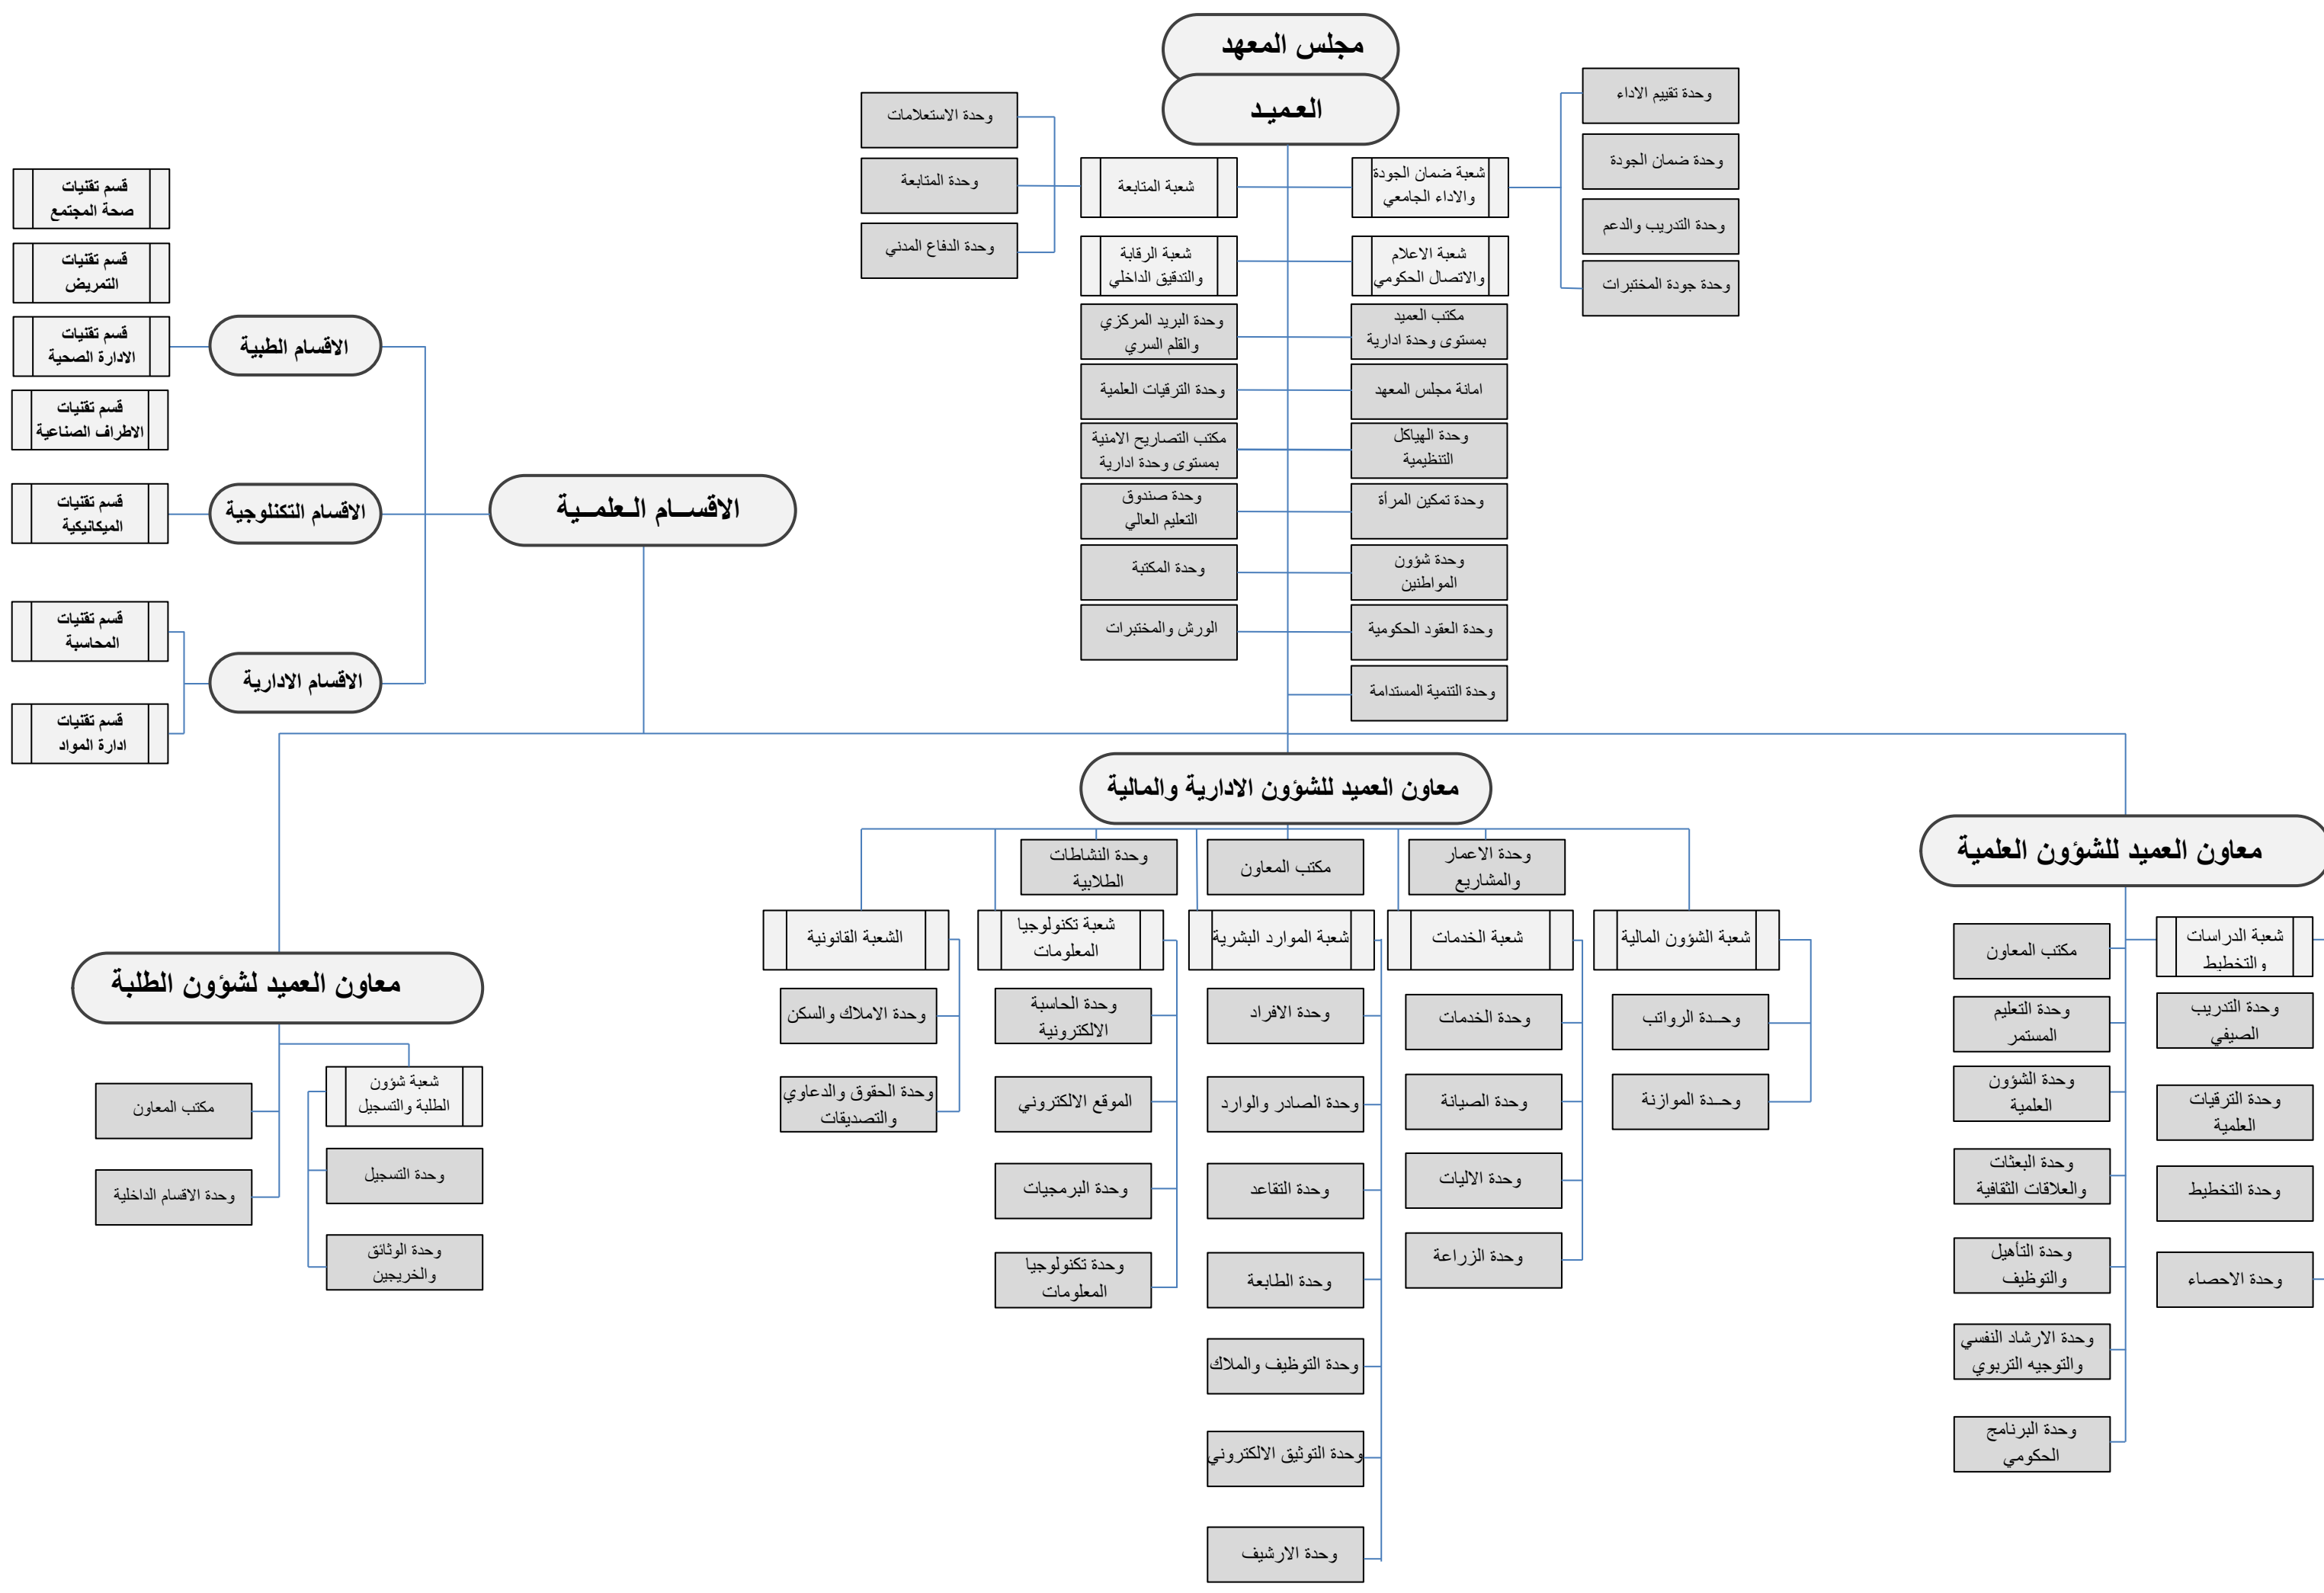 مجلس المعهد
العميد
وحدة تقييم الاداء
وحدة ضمان الجودة
وحدة التدريب والدعم
وحدة جودة المختبرات
شعبة ضمان الجودة
والاداء الجامعي
شعبة المتابعة
وحدة الاستعلامات
وحدة المتابعة
وحدة الدفاع المدني
شعبة الاعلام
والاتصال الحكومي
شعبة الرقابة
والتدقيق الداخلي
مكتب العميد
بمستوى وحدة ادارية
وحدة البريد المركزي
والقلم السري
امانة مجلس المعهد
وحدة الترقيات العلمية
وحدة الهياكل
التنظيمية
مكتب التصاريح الامنية
بمستوى وحدة ادارية
وحدة تمكين المرأة
وحدة صندوق
التعليم العالي
وحدة شؤون
المواطنين
وحدة المكتبة
وحدة العقود الحكومية
الورش والمختبرات
وحدة التنمية المستدامة
الاقســام الـعلمــية
الاقسام الطبية
قسم تقنيات
صحة المجتمع
قسم تقنيات
التمريض
قسم تقنيات
الادارة الصحية
قسم تقنيات
الاطراف الصناعية
الاقسام التكنلوجية
قسم تقنيات
الميكانيكية
الاقسام الادارية
قسم تقنيات
المحاسبة
قسم تقنيات
ادارة المواد
معاون العميد للشؤون العلمية
شعبة الدراسات
والتخطيط
وحدة التدريب
الصيفي
وحدة الترقيات
العلمية
وحدة التخطيط
وحدة الاحصاء
مكتب المعاون
وحدة التعليم
المستمر
وحدة الشؤون
العلمية
وحدة البعثات
والعلاقات الثقافية
وحدة التأهيل
والتوظيف
وحدة الارشاد النفسي
والتوجيه التربوي
وحدة البرنامج
الحكومي
معاون العميد للشؤون الادارية والمالية
وحدة الاعمار
والمشاريع
مكتب المعاون
وحدة النشاطات
الطلابية
شعبة الشؤون المالية
وحــدة الرواتب
وحــدة الموازنة
شعبة الخدمات
وحدة الخدمات
وحدة الصيانة
وحدة الاليات
وحدة الزراعة
شعبة الموارد البشرية
وحدة الافراد
وحدة الصادر والوارد
وحدة التقاعد
وحدة الطابعة
وحدة التوظيف والملاك
وحدة التوثيق الالكتروني
وحدة الارشيف
شعبة تكنولوجيا
المعلومات
وحدة الحاسبة
الالكترونية
الموقع الالكتروني
وحدة البرمجيات
وحدة تكنولوجيا
المعلومات
الشعبة القانونية
وحدة الاملاك والسكن
وحدة الحقوق والدعاوي
والتصديقات
معاون العميد لشؤون الطلبة
شعبة شؤون
الطلبة والتسجيل
وحدة التسجيل
وحدة الوثائق
والخريجين
مكتب المعاون
وحدة الاقسام الداخلية